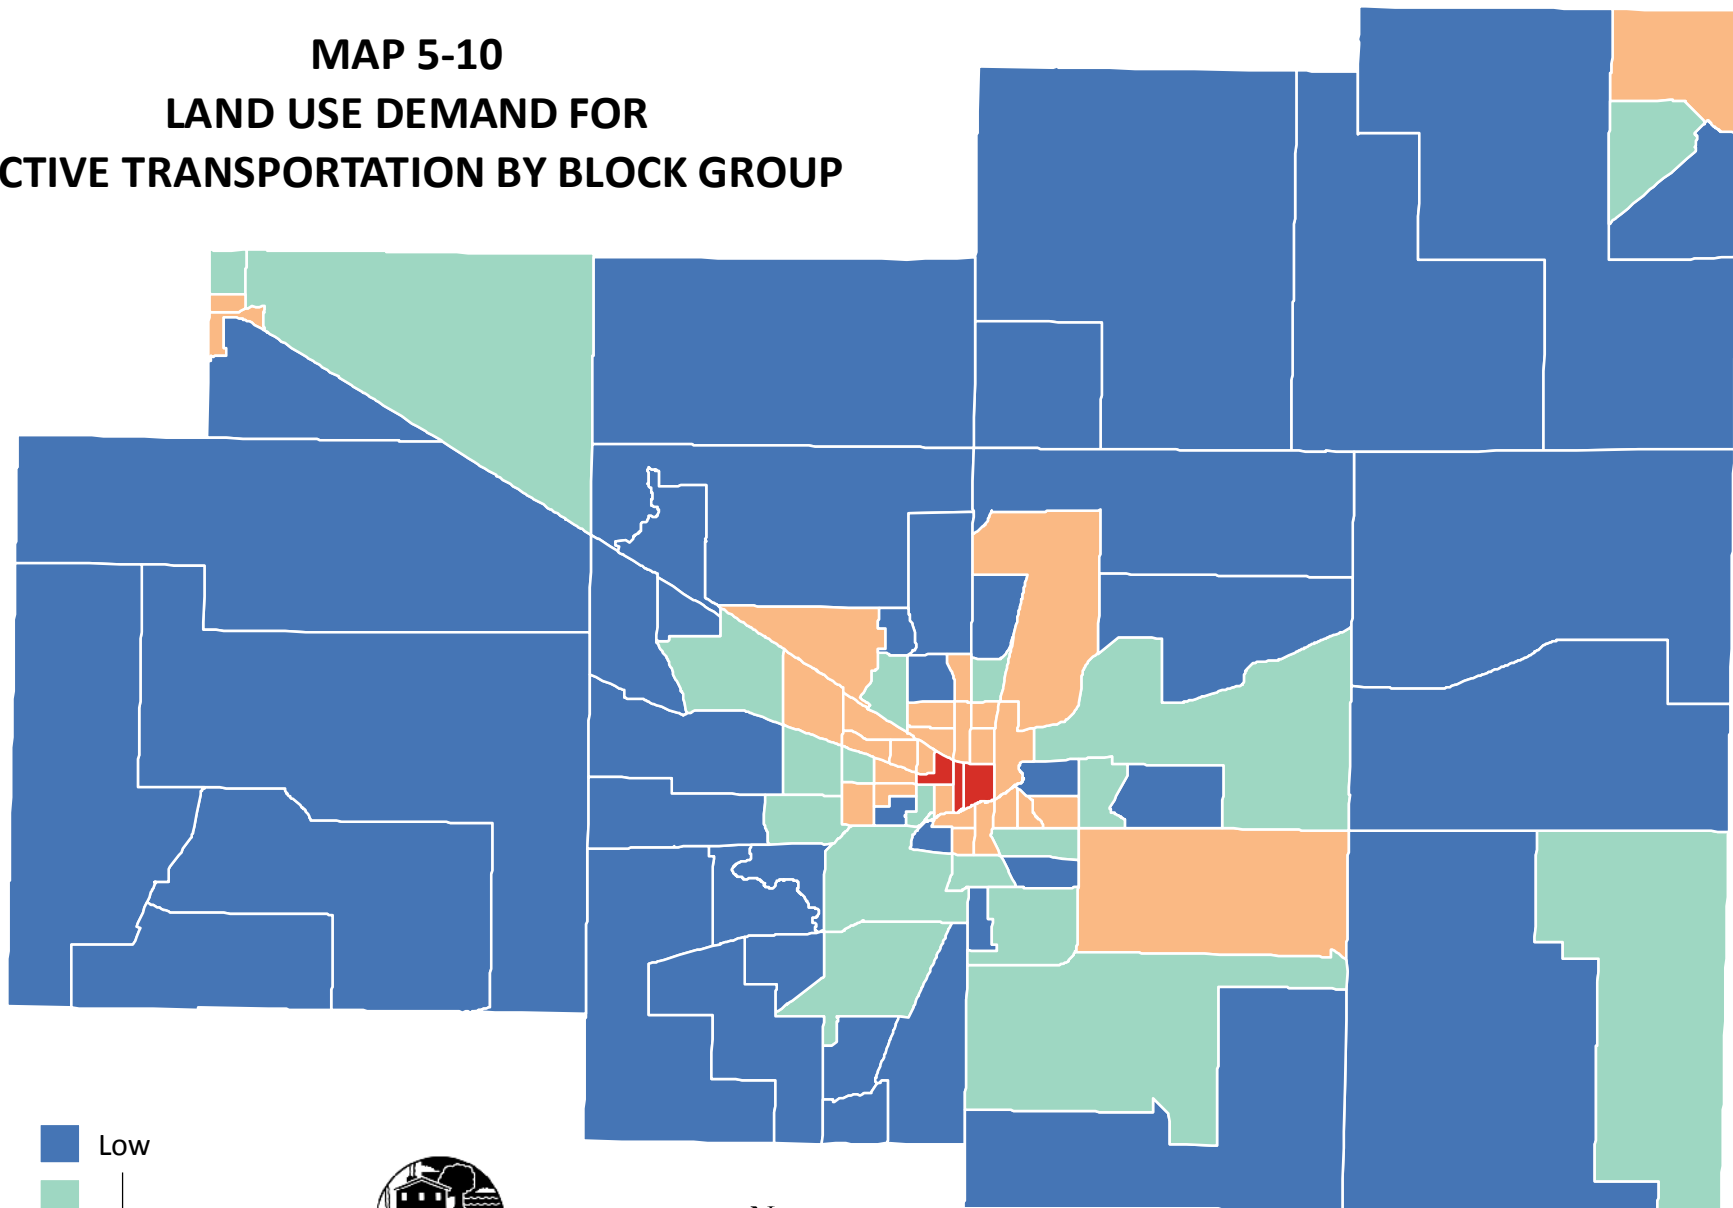 MAP 5-10
LAND USE DEMAND FOR
CTIVE TRANSPORTATION BY BLOCK GROUP
Low
N